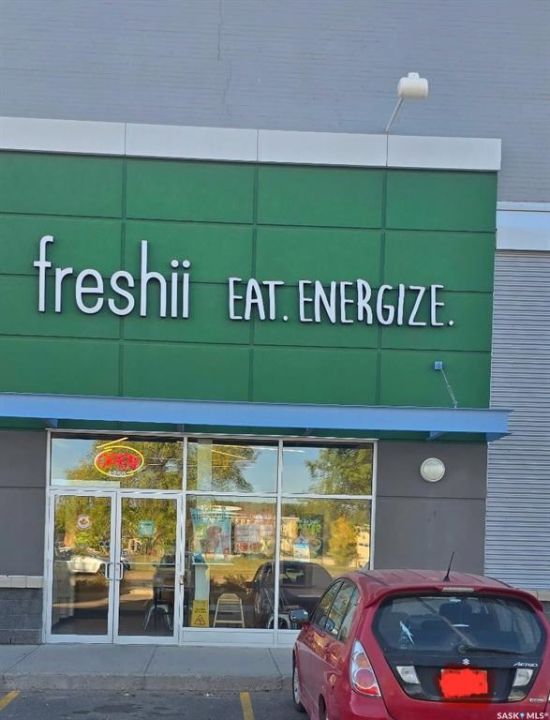 freshii EAT. ENERGIZE.
OPEN
AERIO
SASK MLS